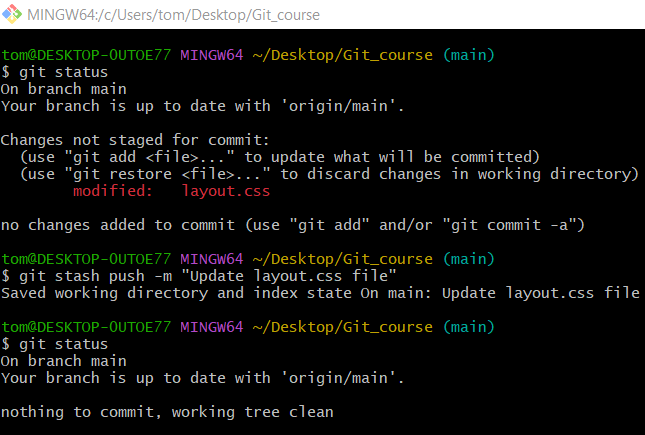 MINGW64:/c/Users/tom/Desktop/Git_course
tom@DESKTOP-OUTOE77 MINGW64 ~/Desktop/Git_course (main)
$ git status
On branch main
Your branch is up to date with 'origin/main'.
Changes not staged for commit:
(use "git add <file>..." to update what will be committed)
(use "git restore <file>..." to discard changes in working directory)
modified: layout.css
no changes added to commit (use "git add" and/or "git commit -a")
tom@DESKTOP-OUTOE77 MINGW64 ~/Desktop/Git_course (main)
$ git stash push -m "Update layout.css file"
Saved working directory and index state On main: Update layout.css file
tom@DESKTOP-OUTOE77 MINGW64 ~/Desktop/Git_course (main)
$ git status
On branch main
Your branch is up to date with 'origin/main'.
nothing to commit, working tree clean